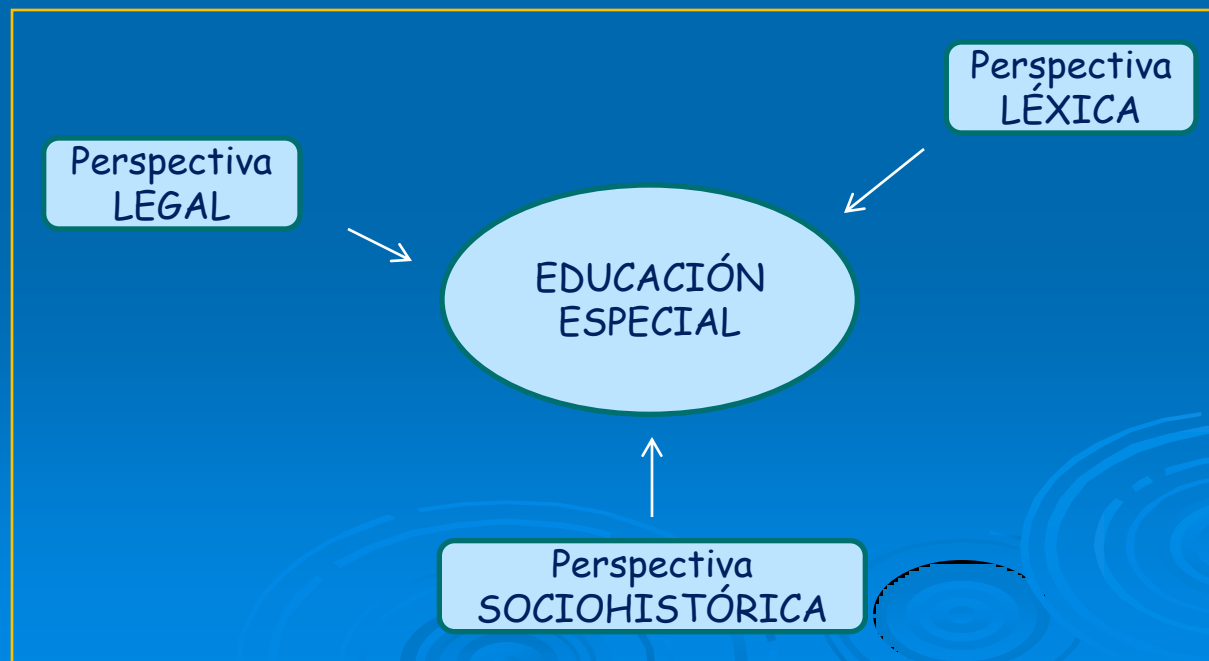 Perspectiva
LÉXICA
Perspectiva
LEGAL
EDUCACIÓN
ESPECIAL
Perspectiva
SOCIOHISTÓRICA